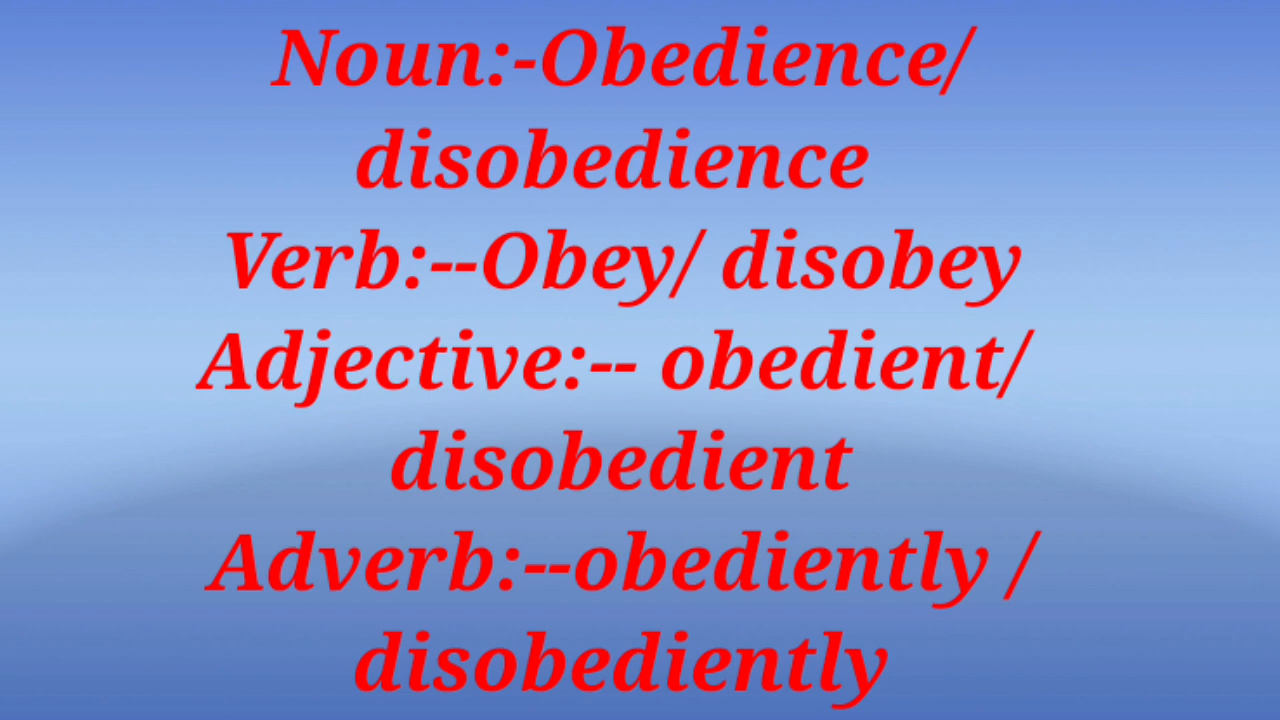 Noun:-Obedience/
disobedience
Verb:--Obey/ disobey
Adjective:-- obedient/
disobedient
Adverb:--obediently /
disobediently